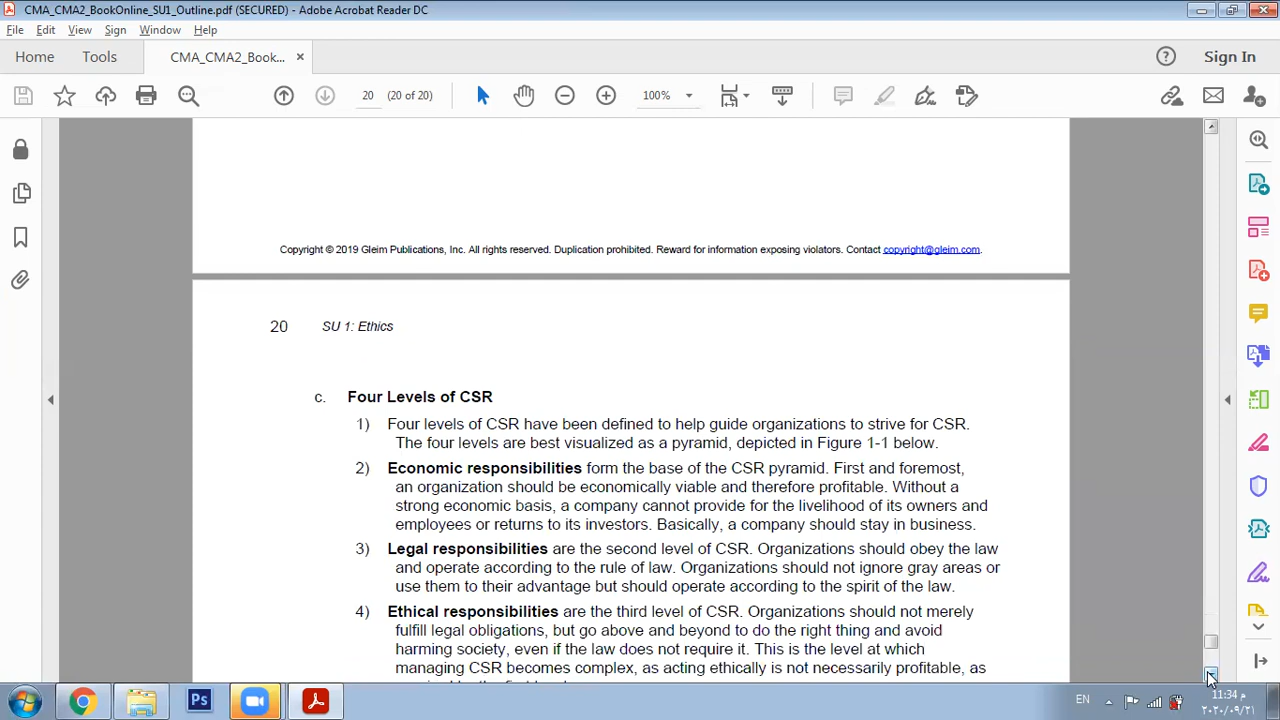 CMA_CMA2_BookOnline_SU1_Outline.pdf (SECURED) - Adobe Acrobat Reader DC
File Edit View Sign Window Help
Home Tools CMA_CMA2_Book... × Sign In
20 (20 of 20) 100%
Copyright © 2019 Gleim Publications, Inc. All rights reserved. Duplication prohibited. Reward for information exposing violators. Contact copyright@gleim.com.
20 SU 1: Ethics
c. Four Levels of CSR
1) Four levels of CSR have been defined to help guide organizations to strive for CSR.
The four levels are best visualized as a pyramid, depicted in Figure 1-1 below.
2) Economic responsibilities form the base of the CSR pyramid. First and foremost,
an organization should be economically viable and therefore profitable. Without a
strong economic basis, a company cannot provide for the livelihood of its owners and
employees or returns to its investors. Basically, a company should stay in business.
3) Legal responsibilities are the second level of CSR. Organizations should obey the law
and operate according to the rule of law. Organizations should not ignore gray areas or
use them to their advantage but should operate according to the spirit of the law.
4) Ethical responsibilities are the third level of CSR. Organizations should not merely
fulfill legal obligations, but go above and beyond to do the right thing and avoid
harming society, even if the law does not require it. This is the level at which
managing CSR becomes complex, as acting ethically is not necessarily profitable, as
Ps EN 11:34 م
٢٠٢٠/٠٩/٢١